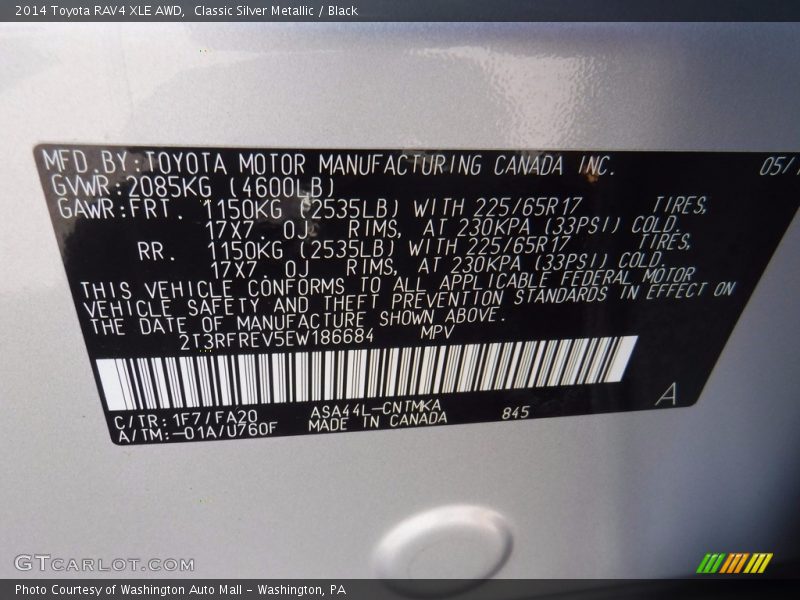 2014 Toyota RAV4 XLE AWD,  Classic Silver Metallic / Black
MFD.BY:TOYOTA MOTOR MANUFACTURING CANADA INC. 05/
GVWR:2085KG (4600LB)
GAWR:FRT. 1150KG (2535LB) WITH 225/65R17 TIRES,
17X7. 0J RIMS, AT 230KPA (33PSI) COLD.
RR. 1150KG (2535LB) WITH 225/65R17 TIRES,
17X7 0J RIMS, AT 230KPA (33PSI) COLD.
THIS VEHICLE CONFORMS TO ALL APPLICABLE FEDERAL MOTOR
VEHICLE SAFETY AND THEFT PREVENTION STANDARDS IN EFFECT ON
THE DATE OF MANUFACTURE SHOWN ABOVE.
2T3RFREV5EW186684 MPV
C/TR:1F7/FA20 ASA44L-CNTMKA 845 A
A/TM:-01A/U760F MADE IN CANADA
GTCARLOT.COM
Photo Courtesy of Washington Auto Mall - Washington, PA